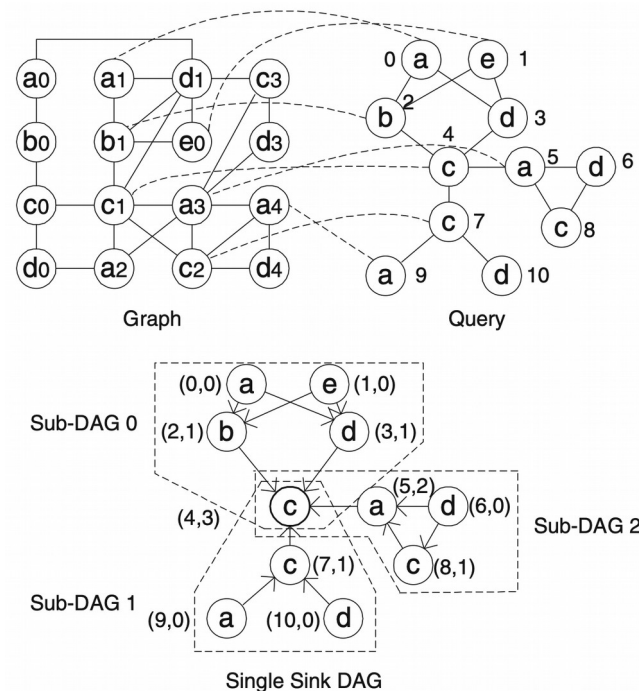 0 a e 1
a0 a1 d1 c3
b0 b1 e0 d3 b 2 d 3
4
c0 c1 a3 a4 c a 5 d 6
d0 a2 c2 d4 c 7 c 8
a 9 d 10
Graph Query
(0,0) a e (1,0)
Sub-DAG 0 (2,1) b d (3,1)
(4,3) c a (5,2) d (6,0)
Sub-DAG 2
c (7,1) c (8,1)
Sub-DAG 1
(9,0) a (10,0) d
Single Sink DAG